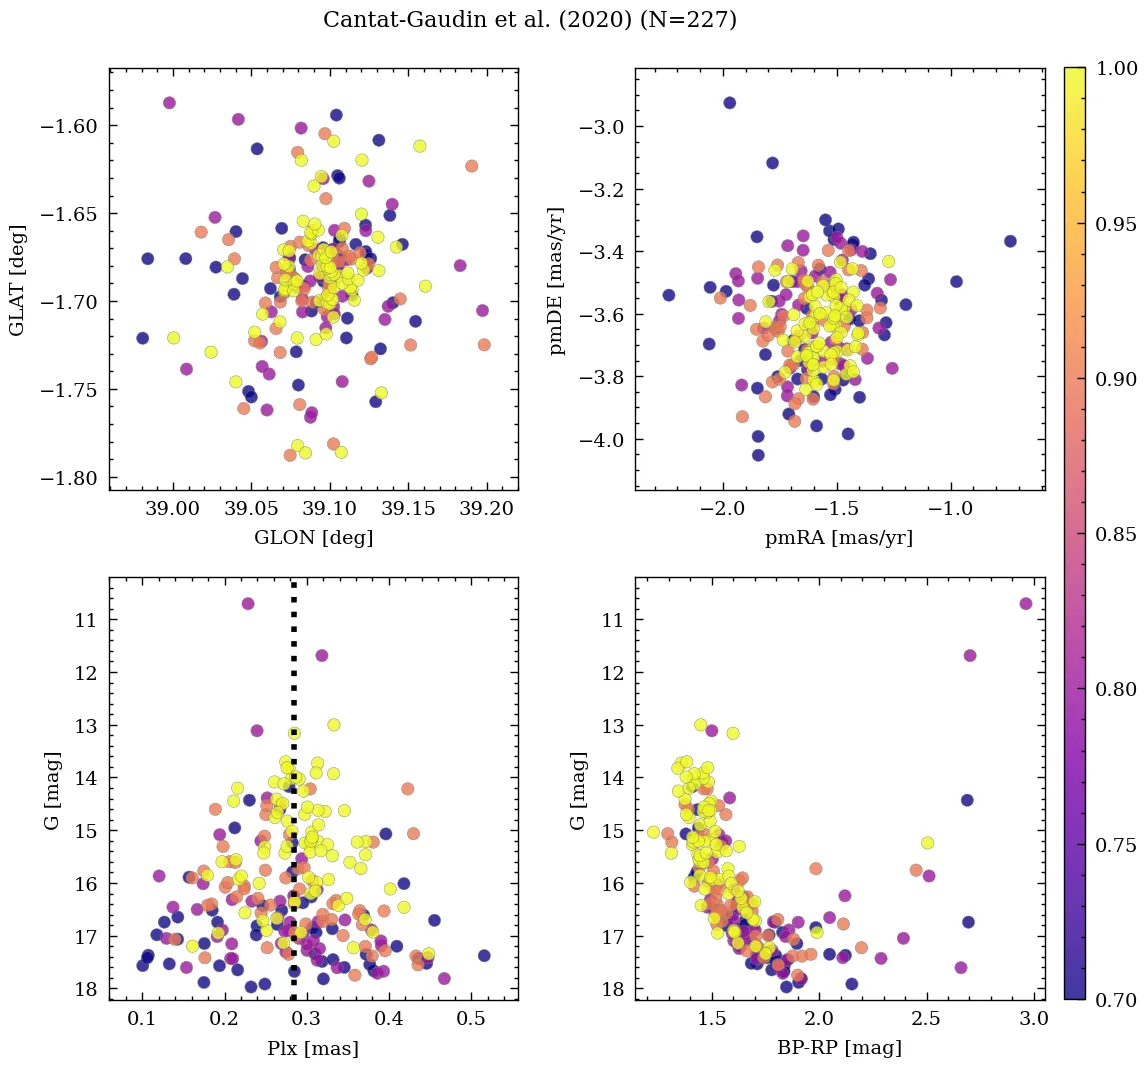 Cantat-Gaudin et al. (2020) (N=227)
GLAT [deg]
−1.60
−1.65
−1.70
−1.75
−1.80
39.00 39.05 39.10 39.15 39.20
GLON [deg]
pmDE [mas/yr]
−3.0
−3.2
−3.4
−3.6
−3.8
−4.0
−2.0 −1.5 −1.0
pmRA [mas/yr]
G [mag]
11
12
13
14
15
16
17
18
0.1 0.2 0.3 0.4 0.5
Plx [mas]
G [mag]
11
12
13
14
15
16
17
18
1.5 2.0 2.5 3.0
BP-RP [mag]
1.00
0.95
0.90
0.85
0.80
0.75
0.70